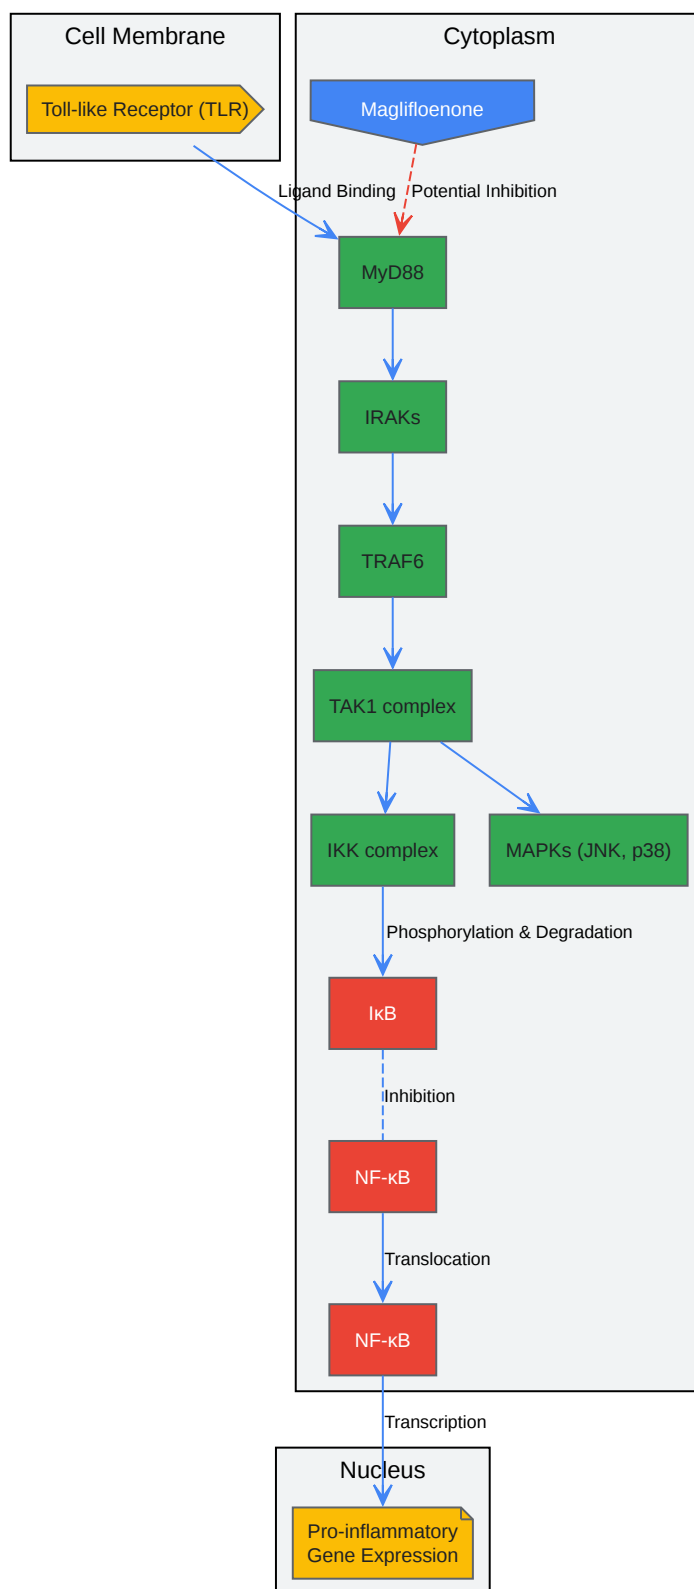 Cell Membrane
Toll-like Receptor (TLR)
Cytoplasm
Maglifloenone
Ligand Binding
Potential Inhibition
MyD88
IRAKs
TRAF6
TAK1 complex
IKK complex
MAPKs (JNK, p38)
Phosphorylation & Degradation
IκB
Inhibition
NF-κB
Translocation
NF-κB
Transcription
Nucleus
Pro-inflammatory
Gene Expression